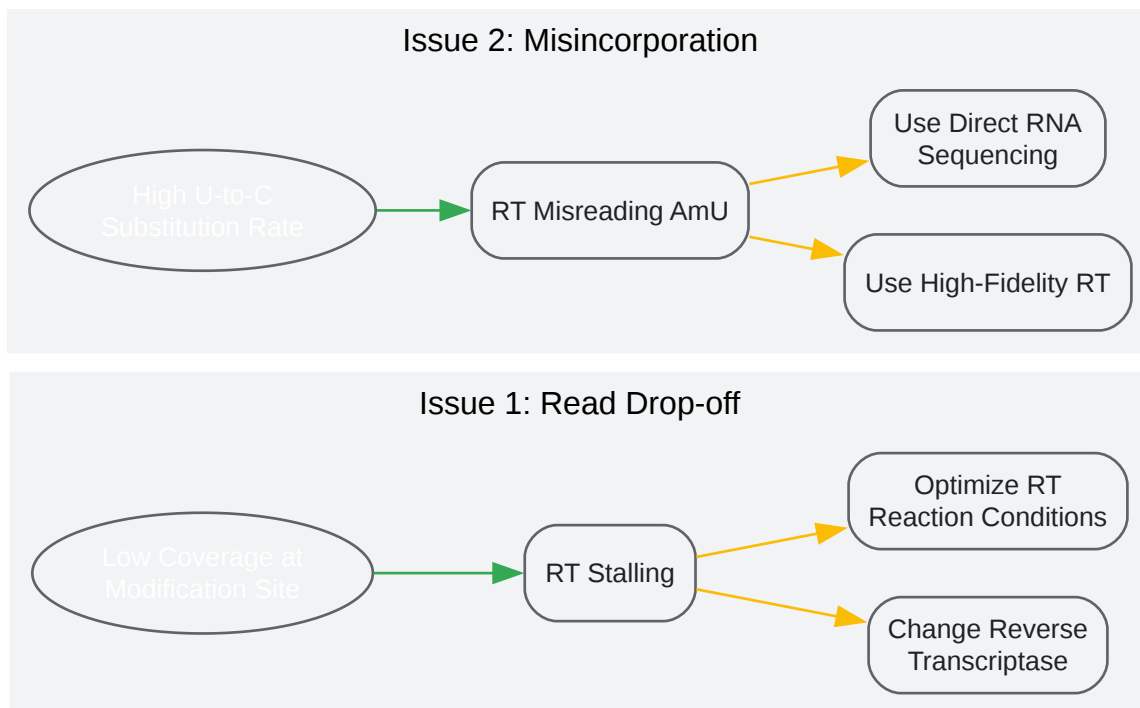 Issue 2: Misincorporation
High U-to-C
Substitution Rate
RT Misreading AmU
Use Direct RNA
Sequencing
Use High-Fidelity RT
Issue 1: Read Drop-off
Low Coverage at
Modification Site
RT Stalling
Optimize RT
Reaction Conditions
Change Reverse
Transcriptase